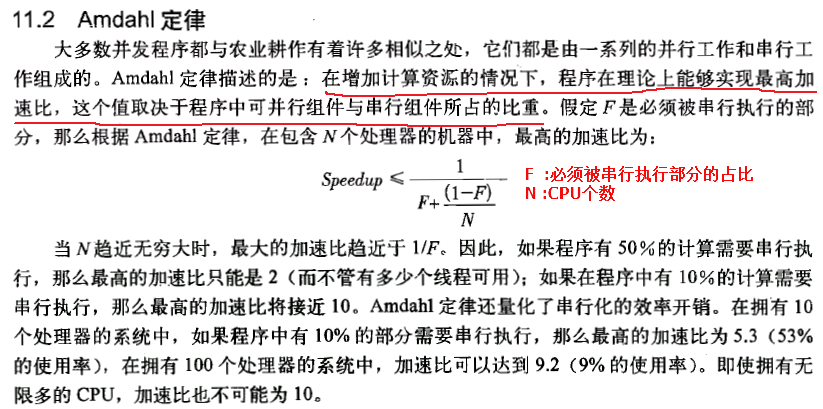 11.2 Amdahl 定律
大多数并发程序都与农业耕作有着许多相似之处，它们都是由一系列的并行工作和串行工
作组成的。Amdahl 定律描述的是：在增加计算资源的情况下，程序在理论上能够实现最高加
速比，这个值取决于程序中可并行组件与串行组件所占的比重。假定 F 是必须被串行执行的部
分，那么根据 Amdahl 定律，在包含 N 个处理器的机器中，最高的加速比为：
Speedup ≤ 1 / (F+ (1-F) / N)
F :必须被串行执行部分的占比
N :CPU个数
当 N 趋近无穷大时，最大的加速比趋近于 1/F。因此，如果程序有 50%的计算需要串行执
行，那么最高的加速比只能是 2（而不管有多少个线程可用）；如果在程序中有 10%的计算需要
串行执行，那么最高的加速比将接近 10。Amdahl 定律还量化了串行化的效率开销。在拥有 10
个处理器的系统中，如果程序中有 10% 的部分需要串行执行，那么最高的加速比为 5.3（53%
的使用率），在拥有 100 个处理器的系统中，加速比可以达到 9.2（9% 的使用率）。即使拥有无
限多的 CPU，加速比也不可能为 10。